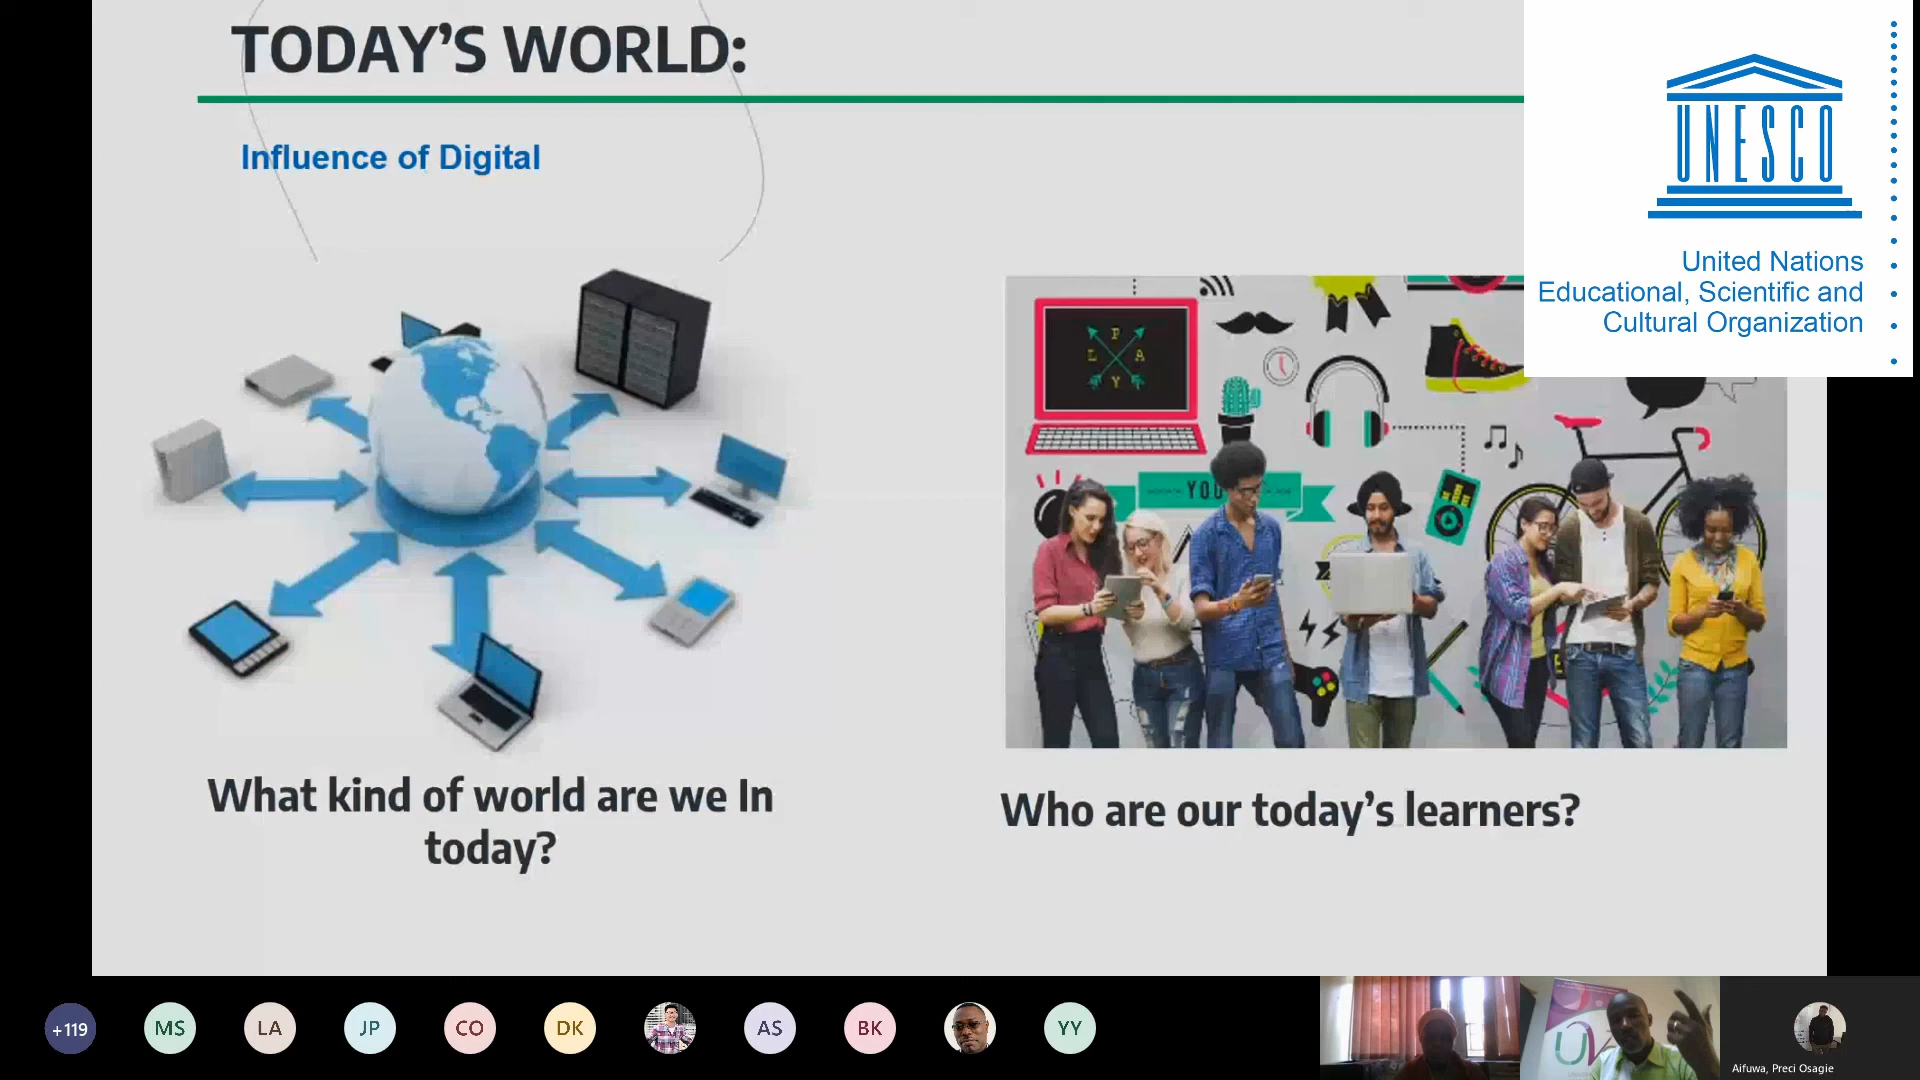 TODAY'S WORLD:
Influence of Digital
UNESCO
United Nations
Educational, Scientific and
Cultural Organization
P
L A
Y
YOU
What kind of world are we In
today?
Who are our today's learners?
+119
MS
LA
JP
CO
DK
AS
BK
YY
UV
Aifuwa, Preci Osagie